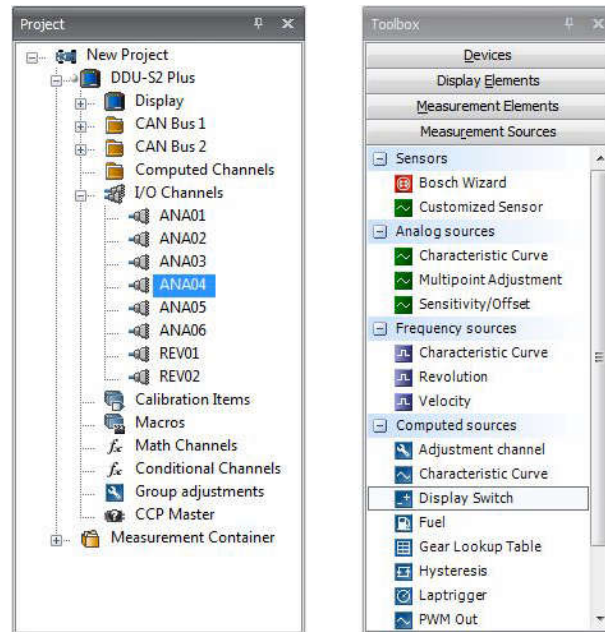 Project
New Project
DDU-S2 Plus
Display
CAN Bus 1
CAN Bus 2
Computed Channels
I/O Channels
ANA01
ANA02
ANA03
ANA04
ANA05
ANA06
REV01
REV02
Calibration Items
Macros
fx Math Channels
fx Conditional Channels
Group adjustments
CCP Master
Measurement Container
Toolbox
Devices
Display Elements
Measurement Elements
Measurement Sources
Sensors
Bosch Wizard
Customized Sensor
Analog sources
Characteristic Curve
Multipoint Adjustment
Sensitivity/Offset
Frequency sources
Characteristic Curve
Revolution
Velocity
Computed sources
Adjustment channel
Characteristic Curve
Display Switch
Fuel
Gear Lookup Table
Hysteresis
Laptrigger
PWM Out